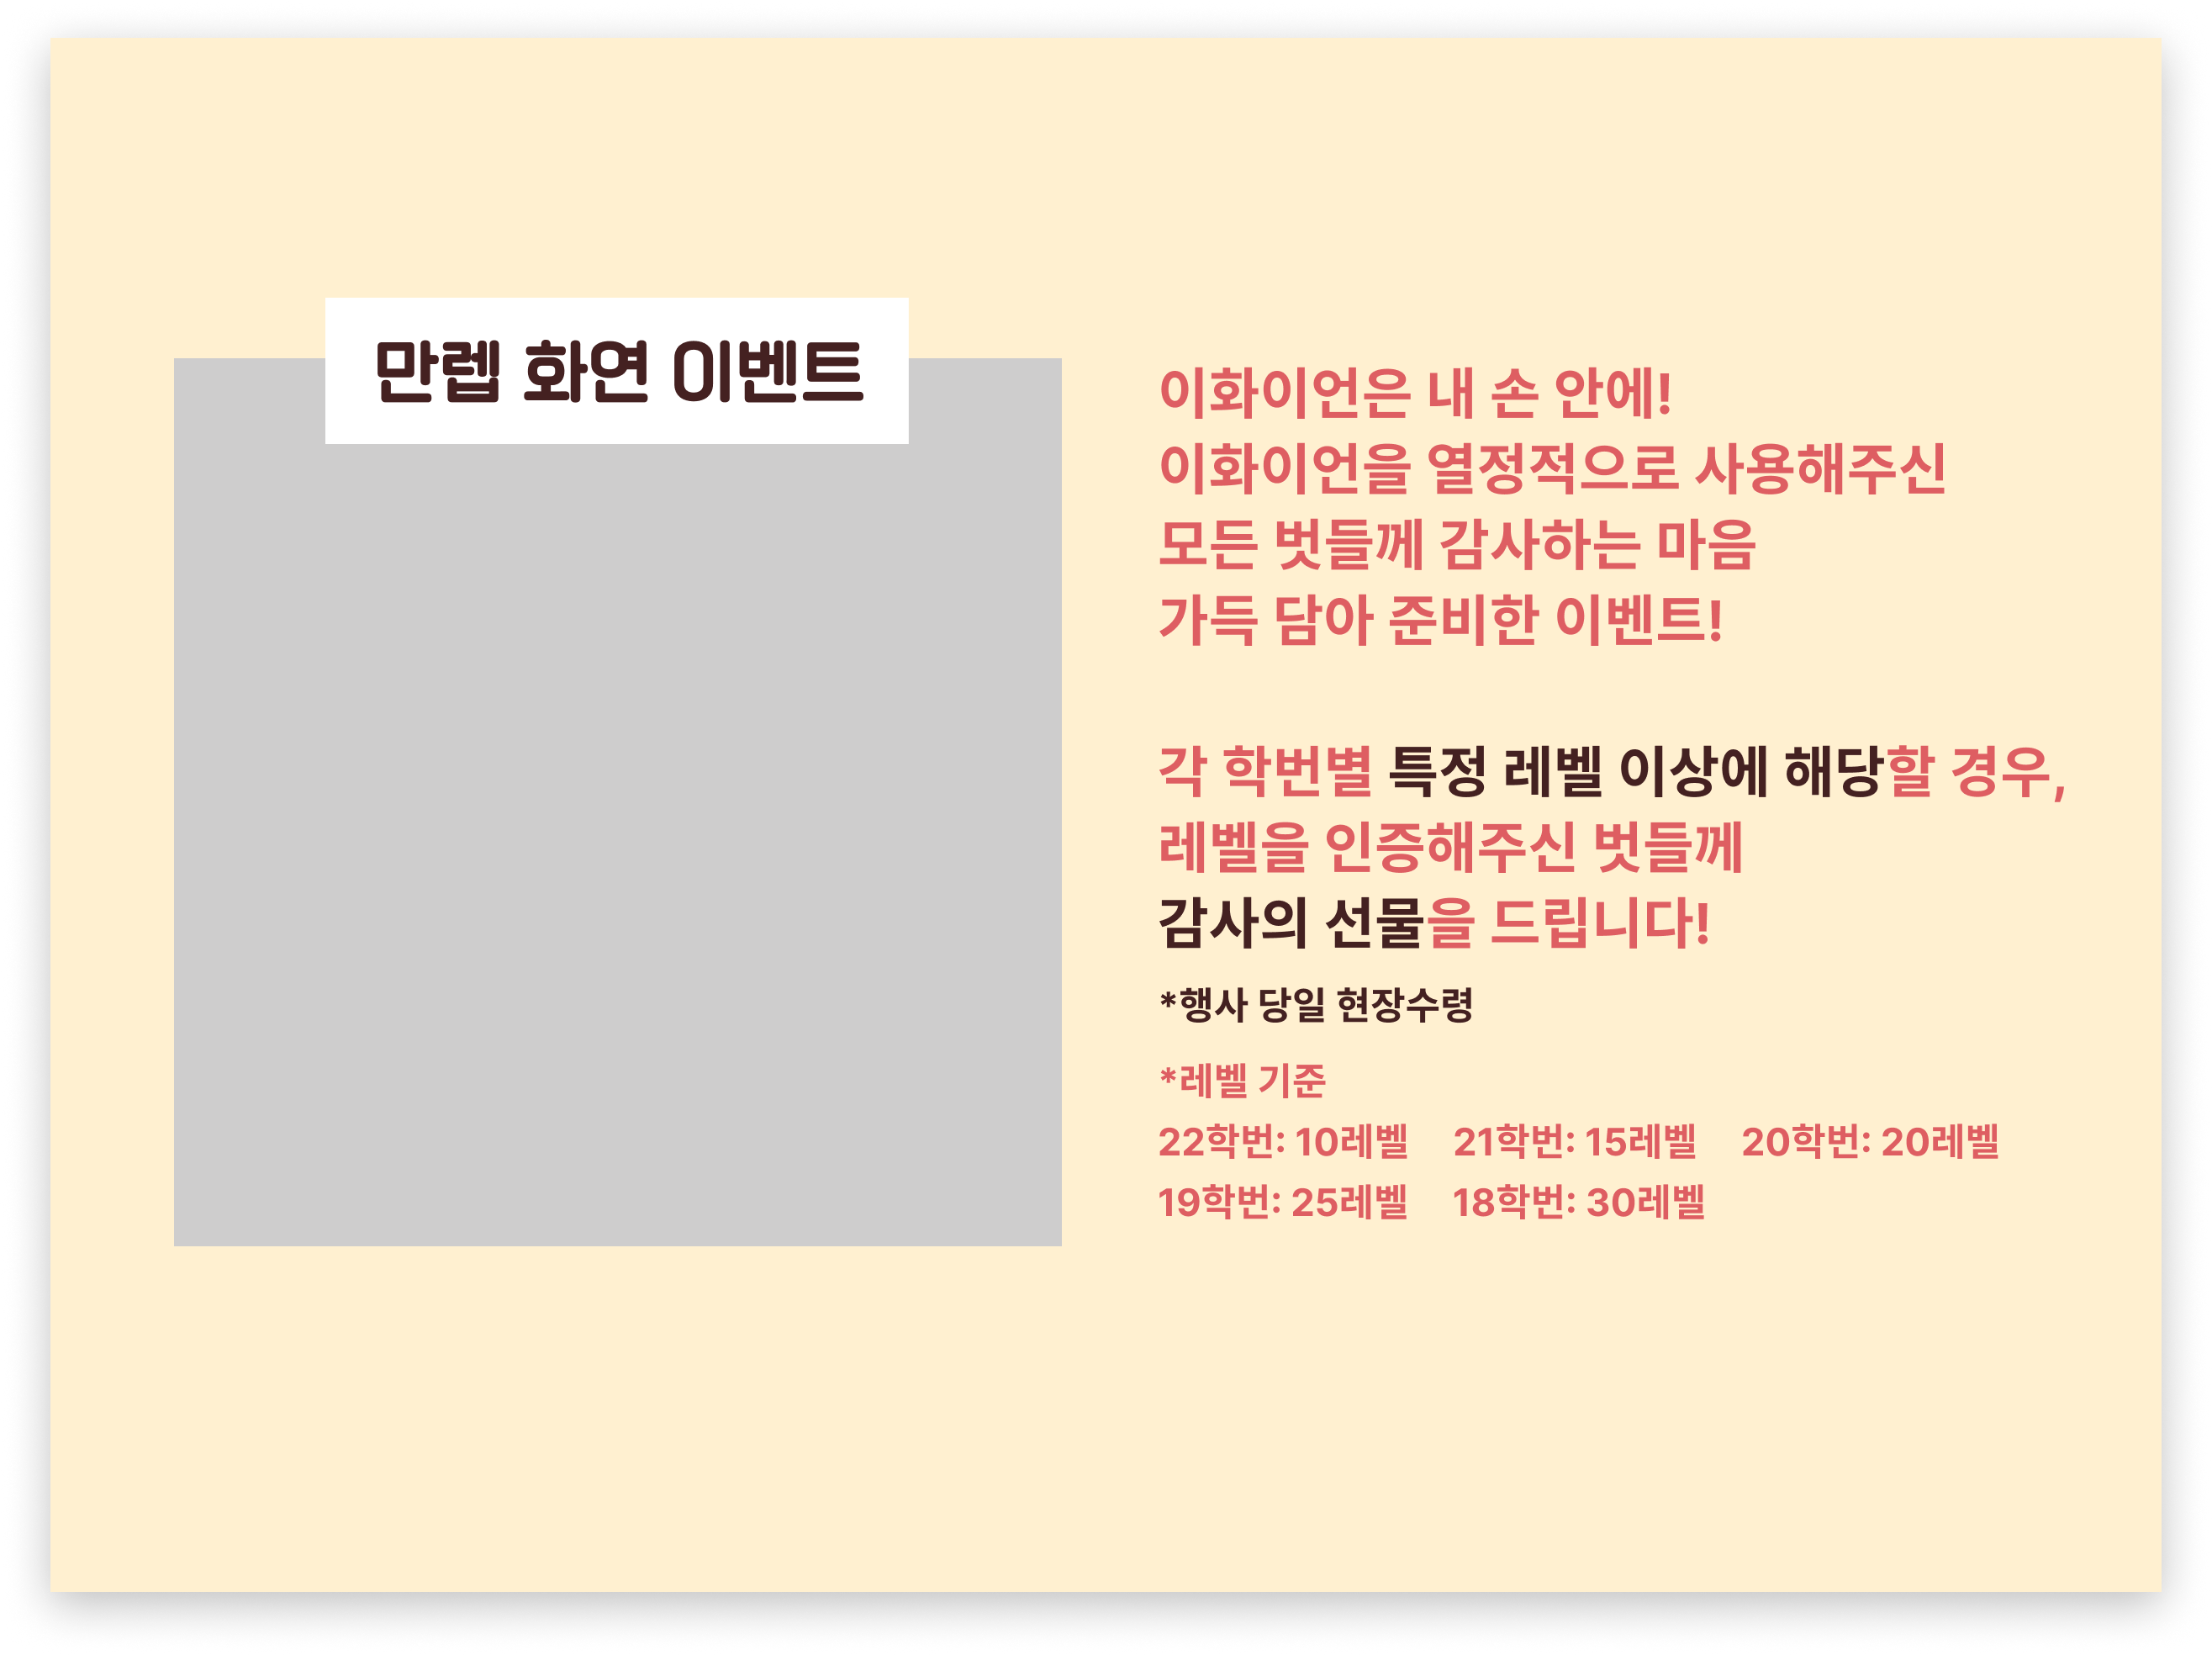 만렙 화연 이벤트
이화이언은 내 손 안에!
이화이언을 열정적으로 사용해주신
모든 벗들께 감사하는 마음
가득 담아 준비한 이벤트!
각 학번별 특정 레벨 이상에 해당할 경우,
레벨을 인증해주신 벗들께
감사의 선물을 드립니다!
*행사 당일 현장수령
*레벨 기준
22학번: 10레벨 21학번: 15레벨 20학번: 20레벨
19학번: 25레벨 18학번: 30레벨